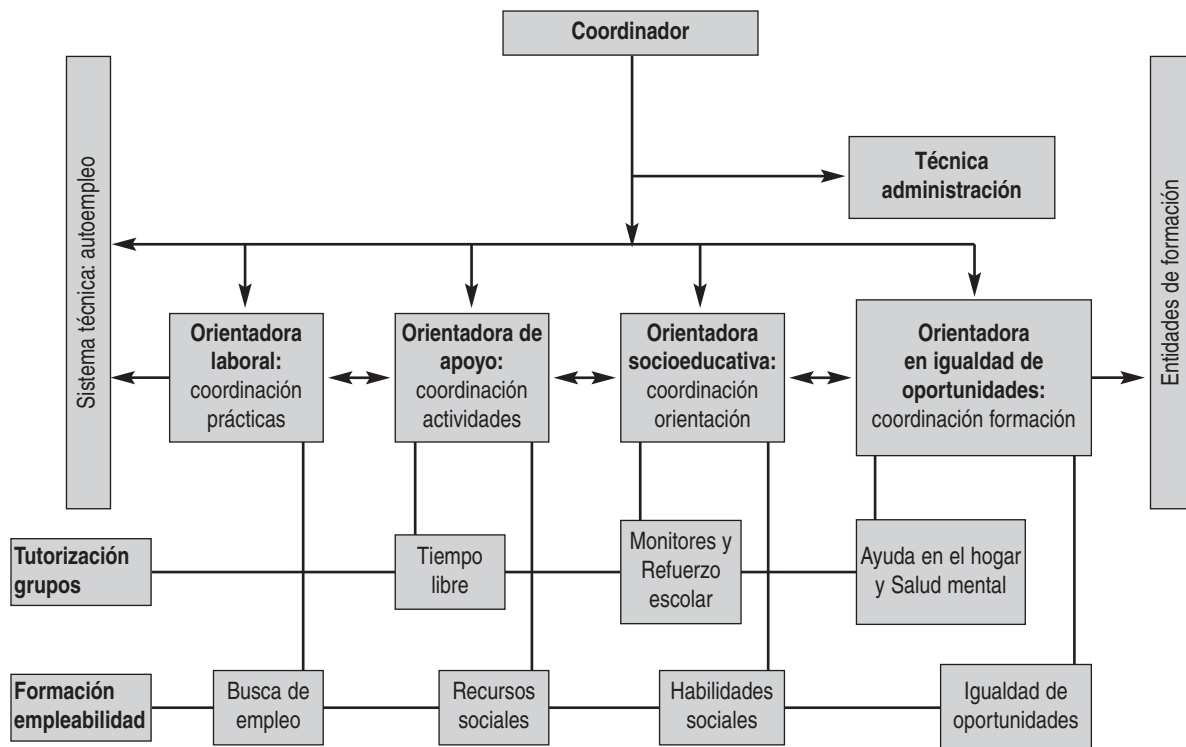 Coordinador
Técnica
administración
Sistema técnica: autoempleo
Entidades de formación
Orientadora
laboral:
coordinación
prácticas
Orientadora de
apoyo:
coordinación
actividades
Orientadora
socioeducativa:
coordinación
orientación
Orientadora
en igualdad de
oportunidades:
coordinación formación
Tutorización
grupos
Tiempo
libre
Monitores y
Refuerzo
escolar
Ayuda en el hogar
y Salud mental
Formación
empleabilidad
Busca de
empleo
Recursos
sociales
Habilidades
sociales
Igualdad de
oportunidades